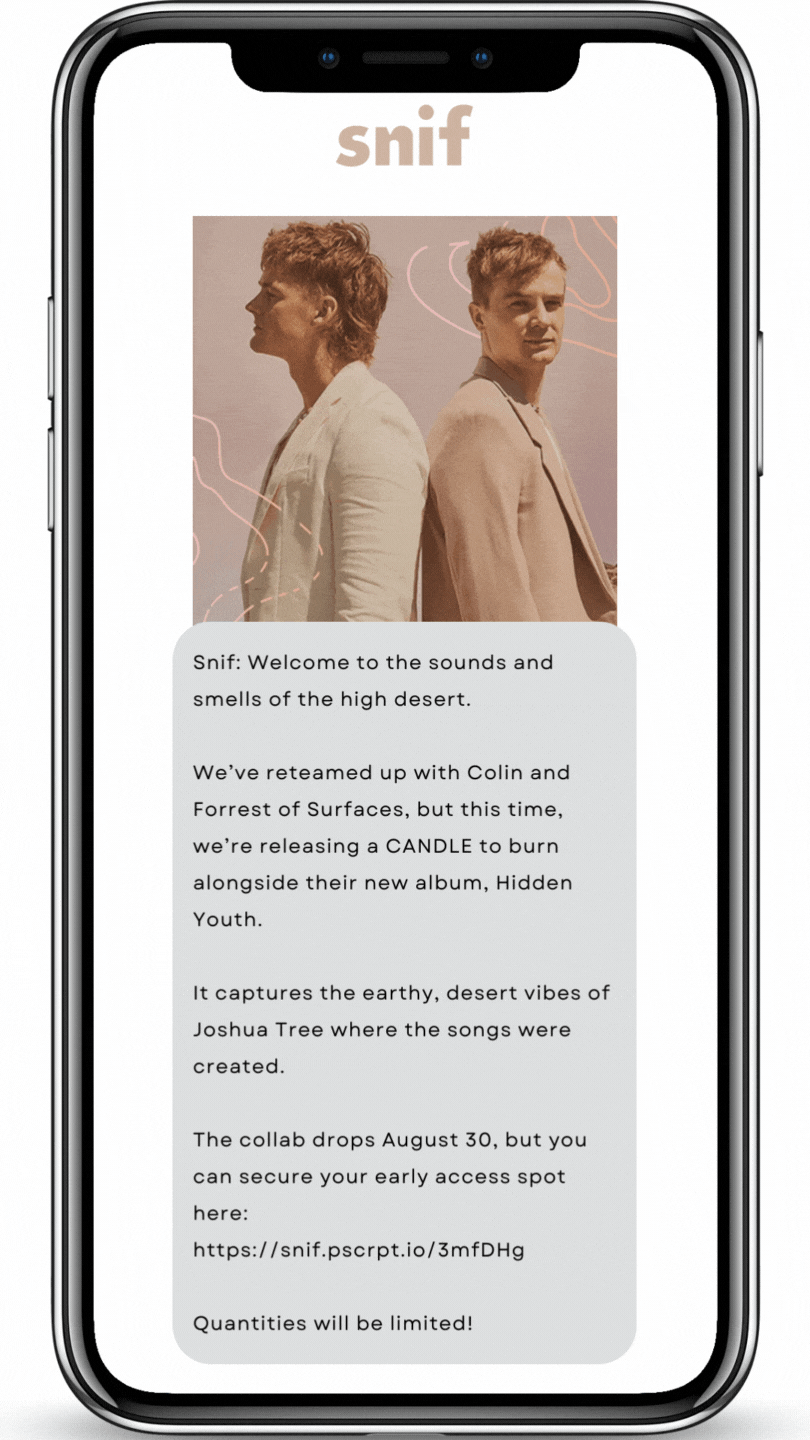 snif
Snif: Welcome to the sounds and
smells of the high desert.
We’ve reteamed up with Colin and
Forrest of Surfaces, but this time,
we’re releasing a CANDLE to burn
alongside their new album, Hidden
Youth.
It captures the earthy, desert vibes of
Joshua Tree where the songs were
created.
The collab drops August 30, but you
can secure your early access spot
here:
https://snif.pscrpt.io/3mfDHg
Quantities will be limited!